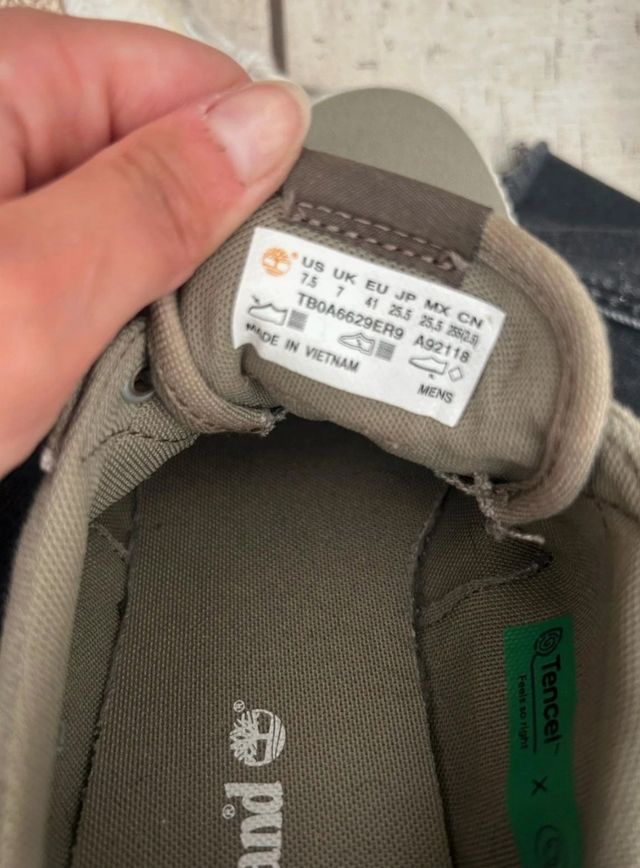 US UK EU JP MX CN
7.5 7 41 25.5 25.5 255(2.5)
TB0A6629ER9 A92118
MADE IN VIETNAM
MENS
Tencel™
Feels so right
x